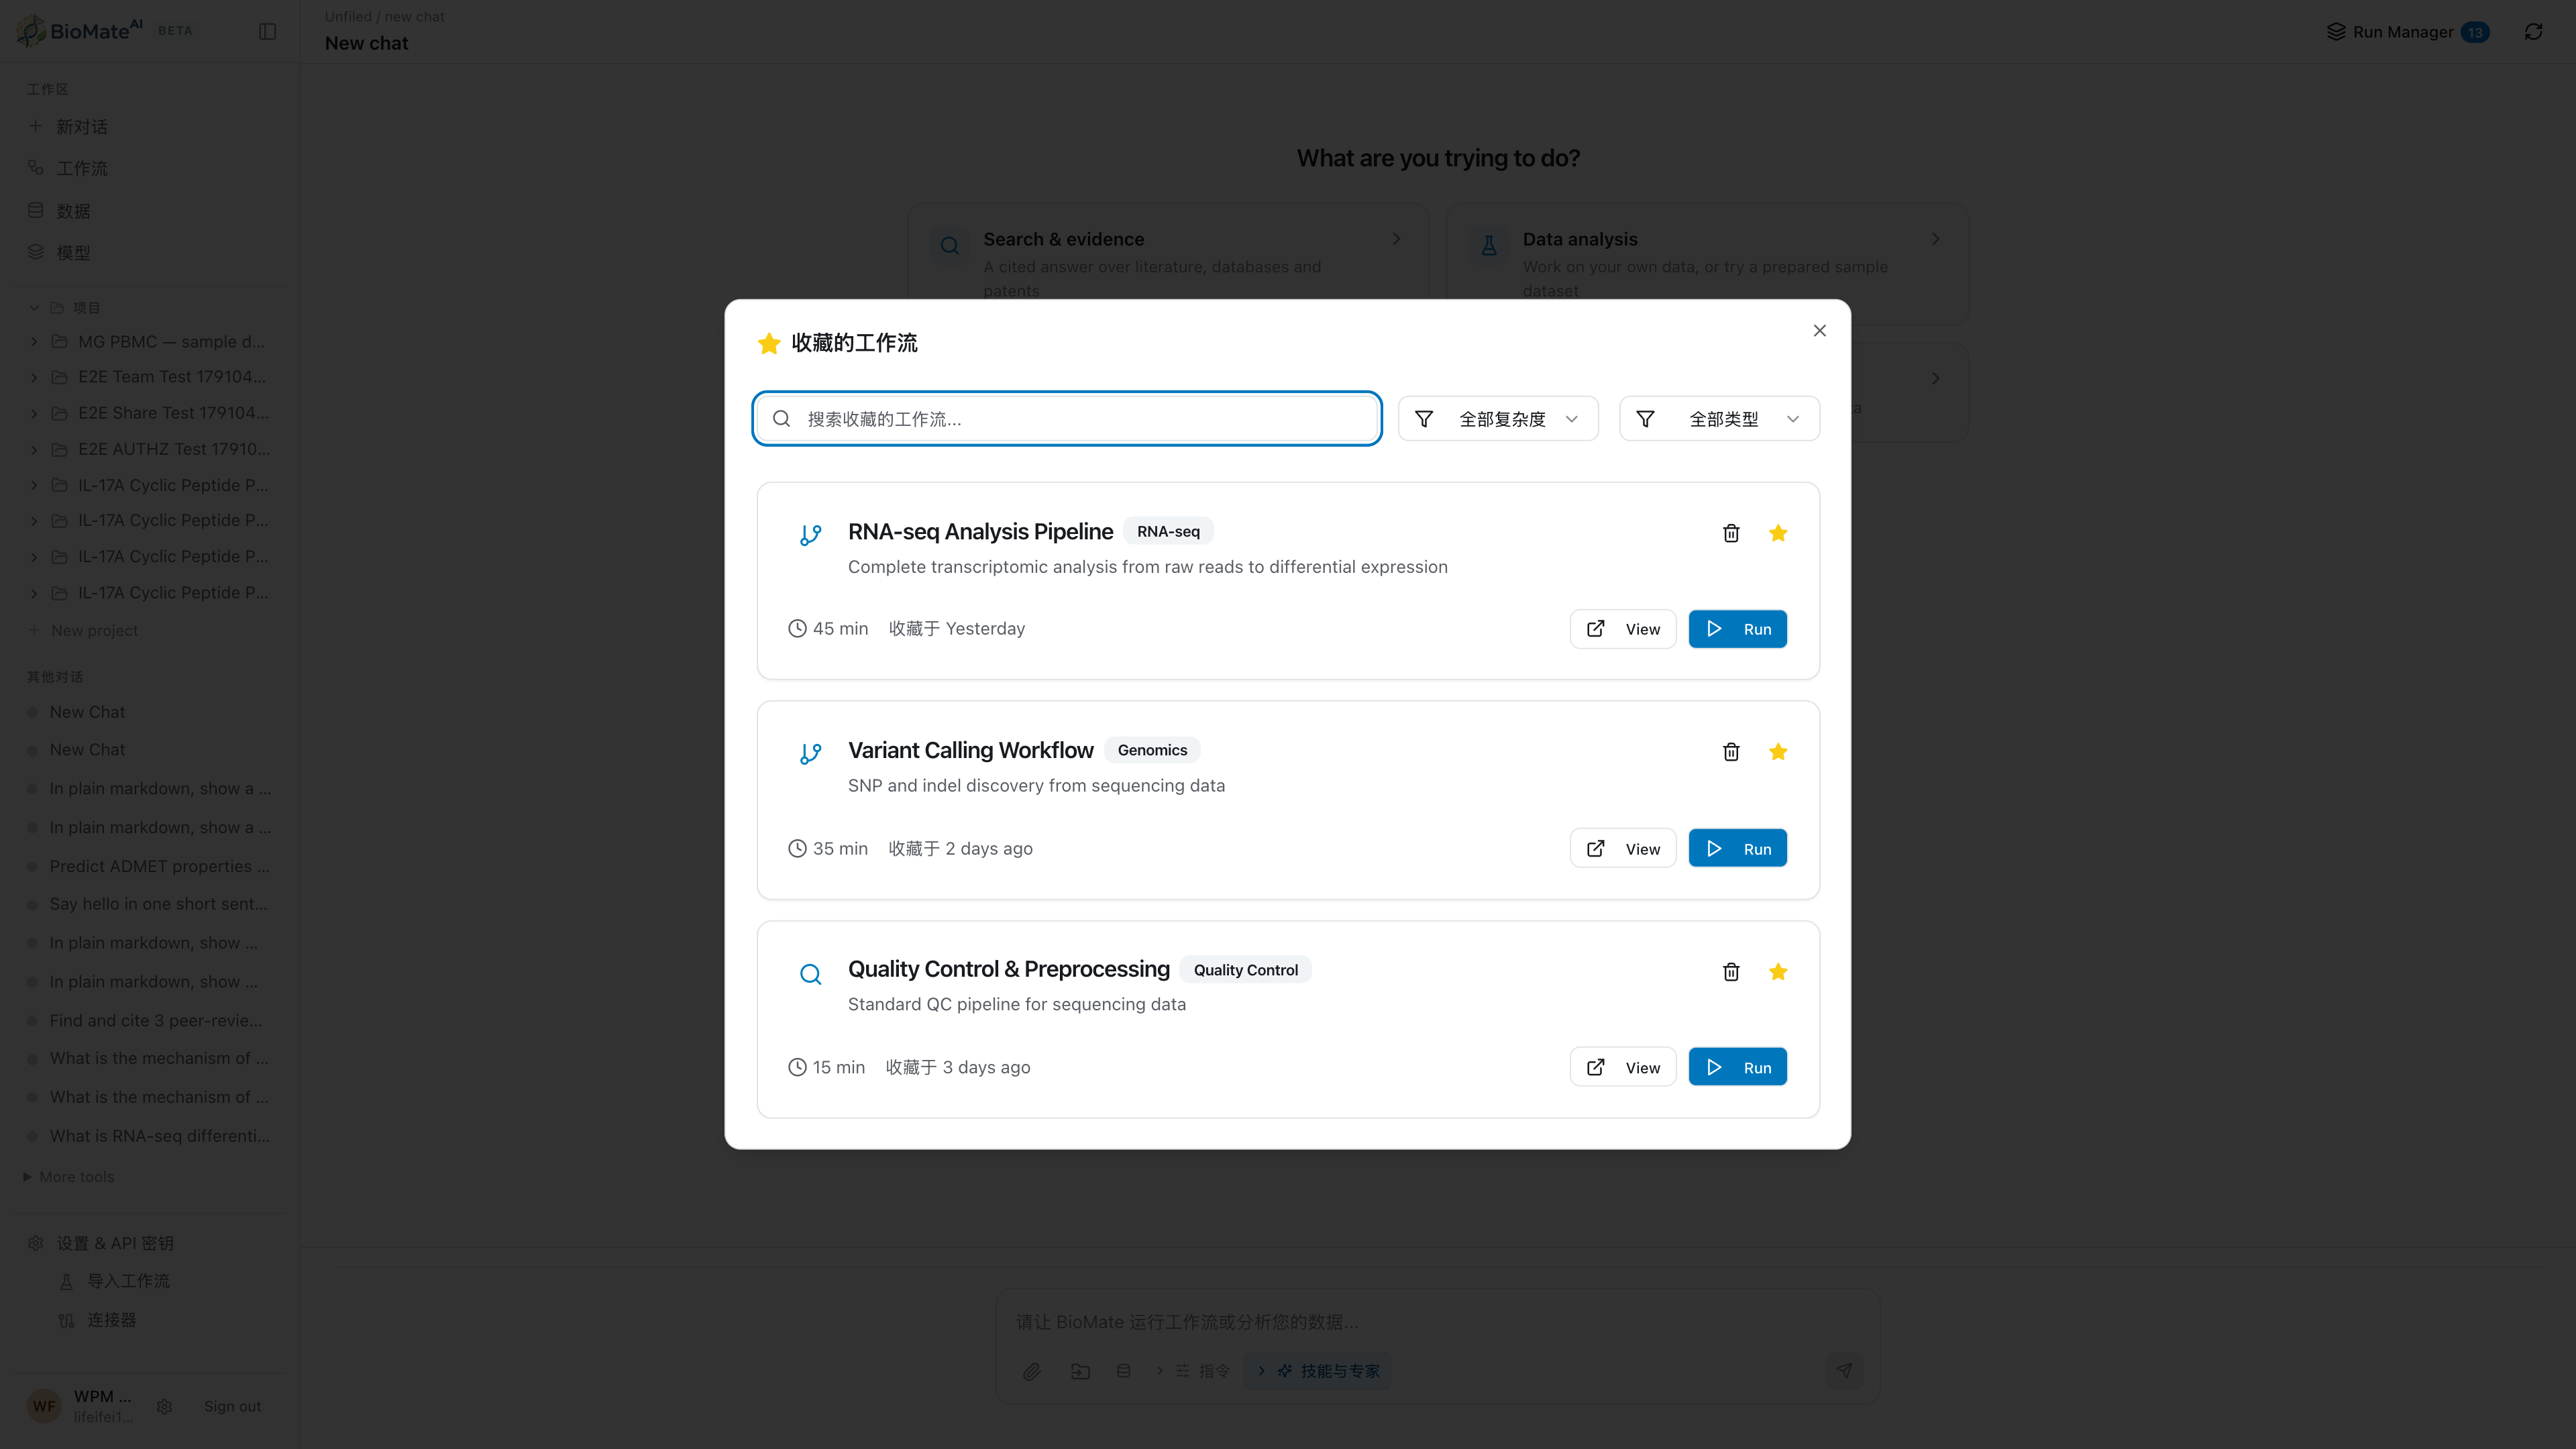 BioMate AI BETA
Unfiled / new chat
New chat
Run Manager 13
工作区
新对话
工作流
数据
模型
项目
MG PBMC — sample d...
E2E Team Test 179104...
E2E Share Test 179104...
E2E AUTHZ Test 17910...
IL-17A Cyclic Peptide P...
IL-17A Cyclic Peptide P...
IL-17A Cyclic Peptide P...
IL-17A Cyclic Peptide P...
New project
其他对话
New Chat
New Chat
In plain markdown, show a ...
In plain markdown, show a ...
Predict ADMET properties ...
Say hello in one short sent...
In plain markdown, show ...
In plain markdown, show ...
Find and cite 3 peer-revie...
What is the mechanism of ...
What is the mechanism of ...
What is RNA-seq differenti...
More tools
设置 & API 密钥
导入工作流
连接器
WF
WPM ...
lifeifei1...
Sign out
What are you trying to do?
Search & evidence
A cited answer over literature, databases and
patents
Data analysis
Work on your own data, or try a prepared sample
dataset
收藏的工作流
搜索收藏的工作流...
全部复杂度
全部类型
RNA-seq Analysis Pipeline RNA-seq
Complete transcriptomic analysis from raw reads to differential expression
45 min 收藏于 Yesterday
View
Run
Variant Calling Workflow Genomics
SNP and indel discovery from sequencing data
35 min 收藏于 2 days ago
View
Run
Quality Control & Preprocessing Quality Control
Standard QC pipeline for sequencing data
15 min 收藏于 3 days ago
View
Run
请让 BioMate 运行工作流或分析您的数据...
指令
技能与专家